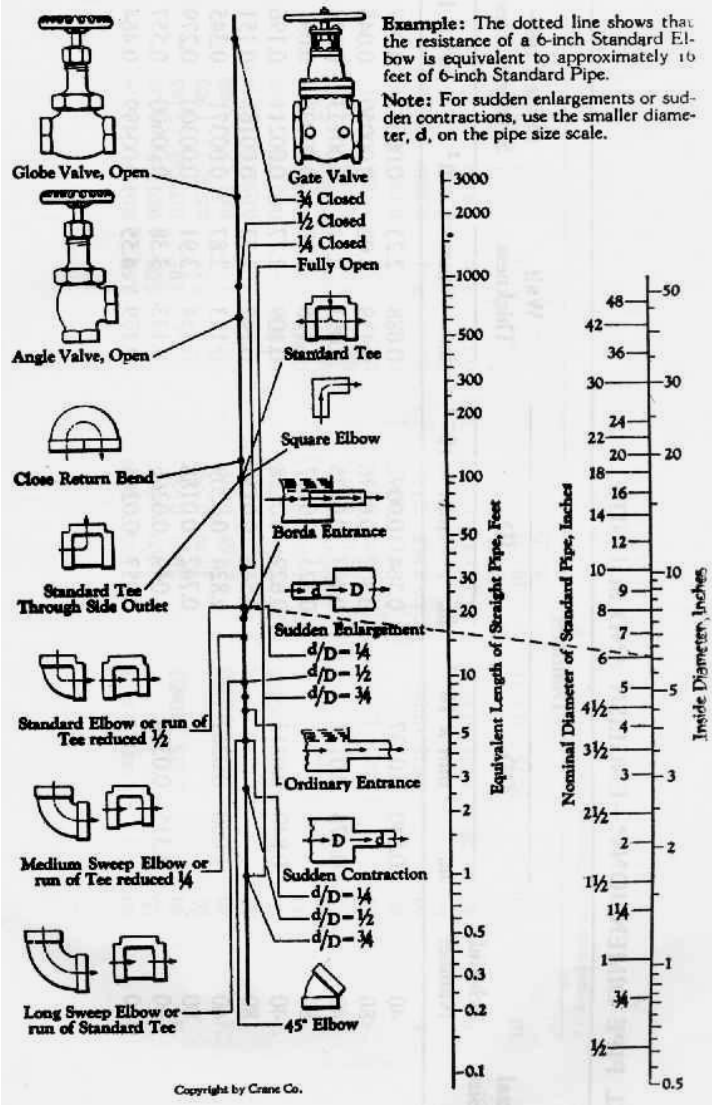 Example: The dotted line shows that
the resistance of a 6-inch Standard El-
bow is equivalent to approximately 16
feet of 6-inch Standard Pipe.
Note: For sudden enlargements or sud-
den contractions, use the smaller diame-
ter, d, on the pipe size scale.
Globe Valve, Open
Angle Valve, Open
Close Return Bend
Standard Tee
Through Side Outlet
Standard Elbow or run of
Tee reduced ½
Medium Sweep Elbow or
run of Tee reduced ¼
Long Sweep Elbow or
run of Standard Tee
Gate Valve
¾ Closed
½ Closed
¼ Closed
Fully Open
Standard Tee
Square Elbow
Borda Entrance
d D
Sudden Enlargement
d/D=¼
d/D=½
d/D=¾
Ordinary Entrance
D d
Sudden Contraction
d/D=¼
d/D=½
d/D=¾
45° Elbow
3000
2000
1000
500
300
200
100
50
30
20
10
5
3
2
1
0.5
0.3
0.2
0.1
Equivalent Length of Straight Pipe, Feet
Nominal Diameter of Standard Pipe, Inches
48
42
36
30
24
22
20
18
16
14
12
10
9
8
7
6
5
4½
4
3½
3
2½
2
1½
1¼
1
¾
½
50
30
20
10
5
3
2
1
0.5
Inside Diameter, Inches
Copyright by Crane Co.